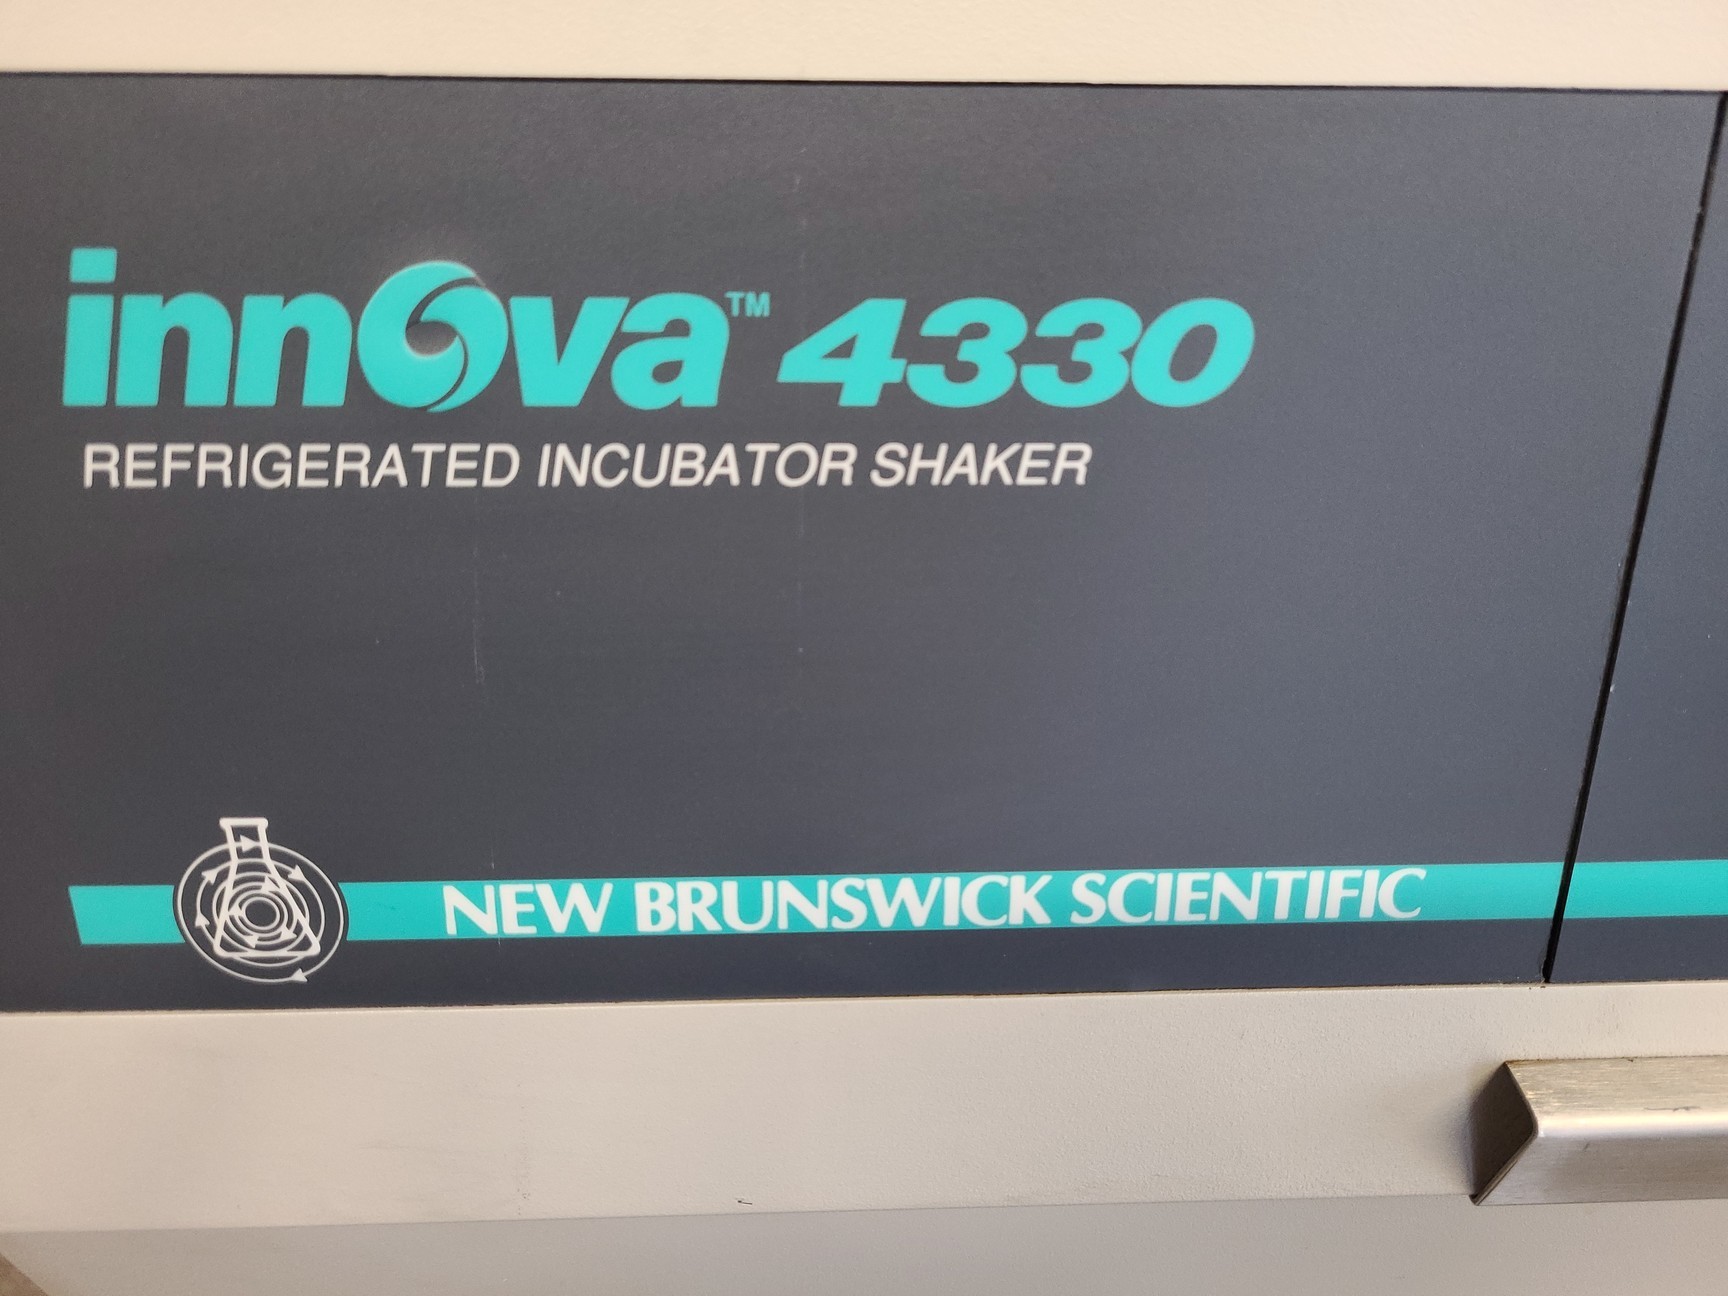 innova™ 4330
REFRIGERATED INCUBATOR SHAKER
NEW BRUNSWICK SCIENTIFIC